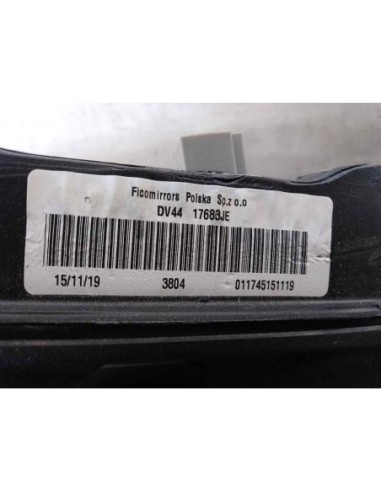 Ficomirrors Polska Sp.z o.o
DV44 17683JE
15/11/19 3804 011745151119